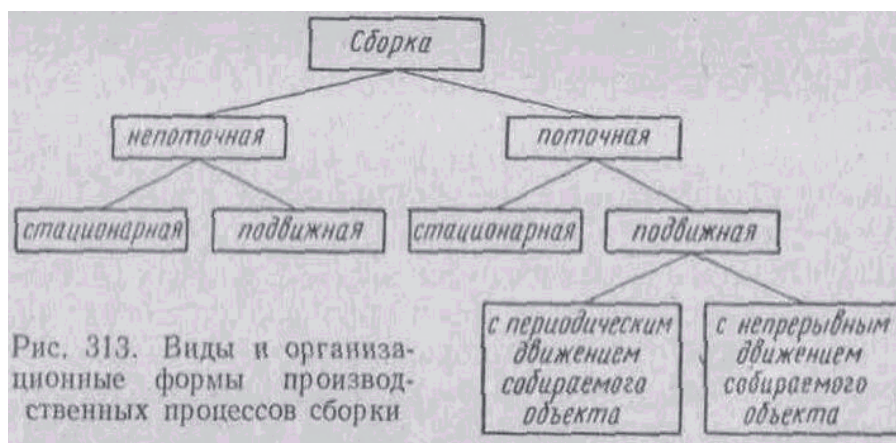 Сборка
непоточная
поточная
стационарная
подвижная
стационарная
подвижная
с периодическим
движением
собираемого
объекта
с непрерывным
движением
собираемого
объекта
Рис. 313. Виды и организа-
ционные формы производ-
ственных процессов сборки